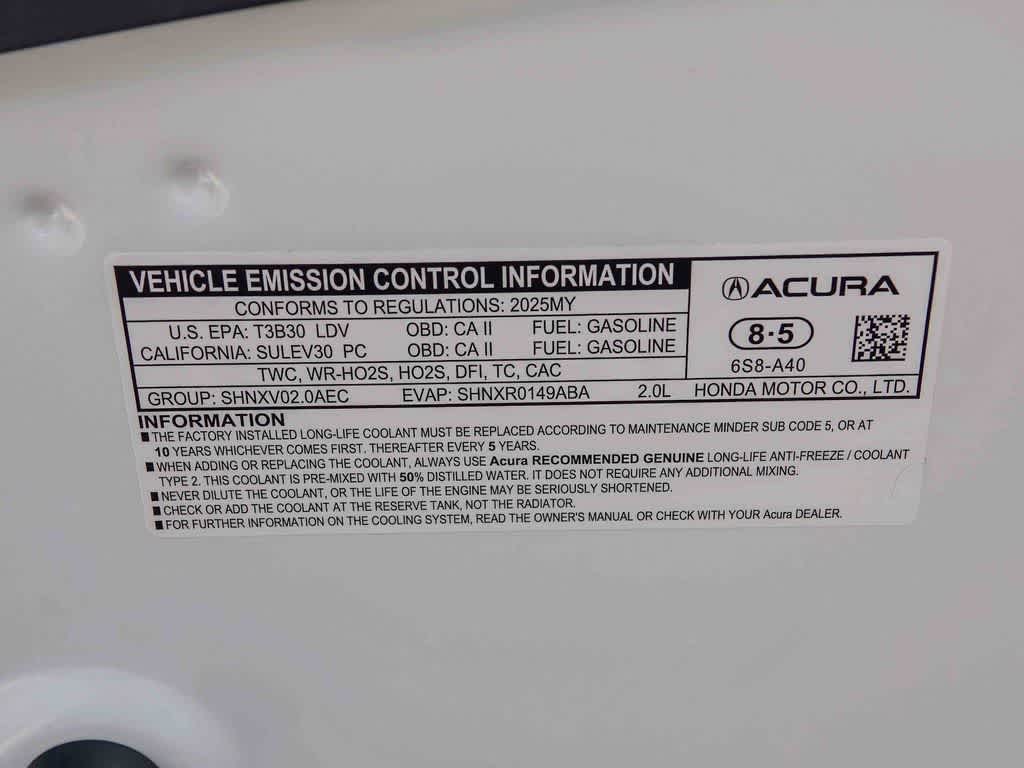 VEHICLE EMISSION CONTROL INFORMATION
CONFORMS TO REGULATIONS: 2025MY
U.S. EPA: T3B30 LDV OBD: CA II FUEL: GASOLINE
CALIFORNIA: SULEV30 PC OBD: CA II FUEL: GASOLINE
TWC, WR-HO2S, HO2S, DFI, TC, CAC
GROUP: SHNXV02.0AEC EVAP: SHNXR0149ABA 2.0L
ACURA
8·5
6S8-A40
HONDA MOTOR CO., LTD.
INFORMATION
■ THE FACTORY INSTALLED LONG-LIFE COOLANT MUST BE REPLACED ACCORDING TO MAINTENANCE MINDER SUB CODE 5, OR AT
10 YEARS WHICHEVER COMES FIRST. THEREAFTER EVERY 5 YEARS.
■ WHEN ADDING OR REPLACING THE COOLANT, ALWAYS USE Acura RECOMMENDED GENUINE LONG-LIFE ANTI-FREEZE / COOLANT
TYPE 2. THIS COOLANT IS PRE-MIXED WITH 50% DISTILLED WATER. IT DOES NOT REQUIRE ANY ADDITIONAL MIXING.
■ NEVER DILUTE THE COOLANT, OR THE LIFE OF THE ENGINE MAY BE SERIOUSLY SHORTENED.
■ CHECK OR ADD THE COOLANT AT THE RESERVE TANK, NOT THE RADIATOR.
■ FOR FURTHER INFORMATION ON THE COOLING SYSTEM, READ THE OWNER'S MANUAL OR CHECK WITH YOUR Acura DEALER.